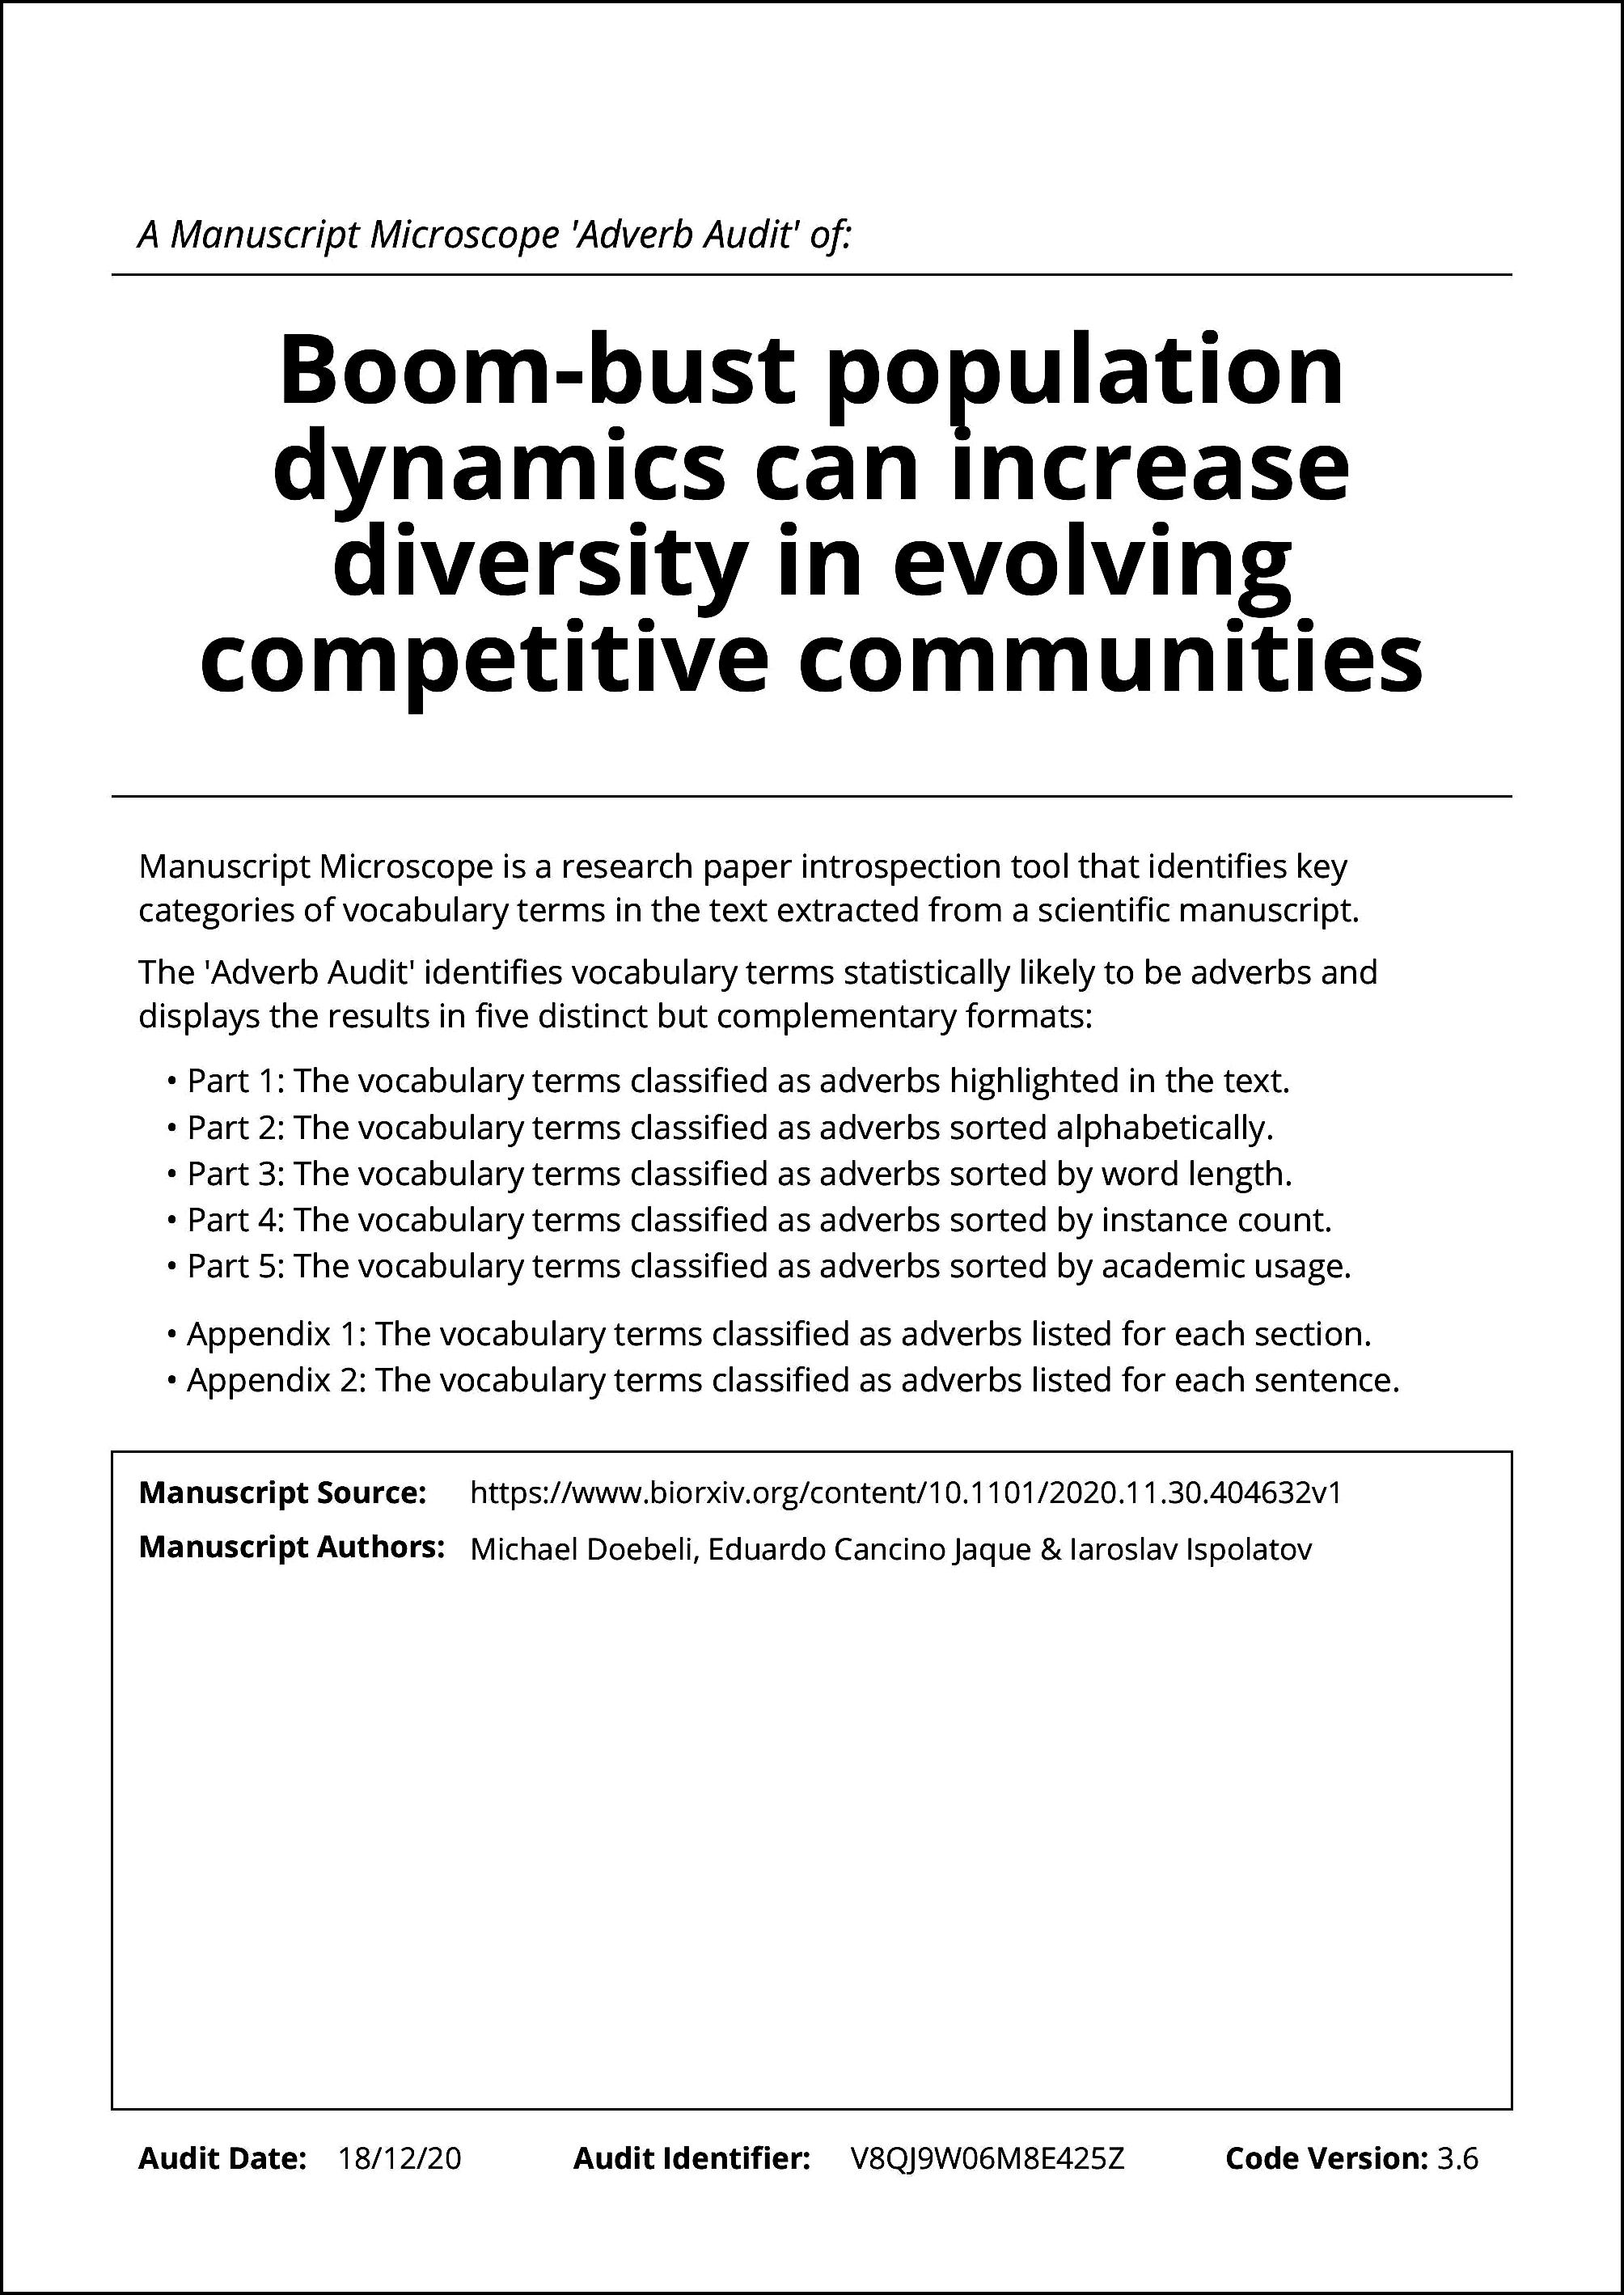 A Manuscript Microscope 'Adverb Audit' of:
Boom-bust population
dynamics can increase
diversity in evolving
competitive communities
Manuscript Microscope is a research paper introspection tool that identifies key
categories of vocabulary terms in the text extracted from a scientific manuscript.
The 'Adverb Audit' identifies vocabulary terms statistically likely to be adverbs and
displays the results in five distinct but complementary formats:
• Part 1: The vocabulary terms classified as adverbs highlighted in the text.
• Part 2: The vocabulary terms classified as adverbs sorted alphabetically.
• Part 3: The vocabulary terms classified as adverbs sorted by word length.
• Part 4: The vocabulary terms classified as adverbs sorted by instance count.
• Part 5: The vocabulary terms classified as adverbs sorted by academic usage.
• Appendix 1: The vocabulary terms classified as adverbs listed for each section.
• Appendix 2: The vocabulary terms classified as adverbs listed for each sentence.
Manuscript Source: https://www.biorxiv.org/content/10.1101/2020.11.30.404632v1
Manuscript Authors: Michael Doebeli, Eduardo Cancino Jaque & Iaroslav Ispolatov
Audit Date: 18/12/20 Audit Identifier: V8QJ9W06M8E425Z Code Version: 3.6